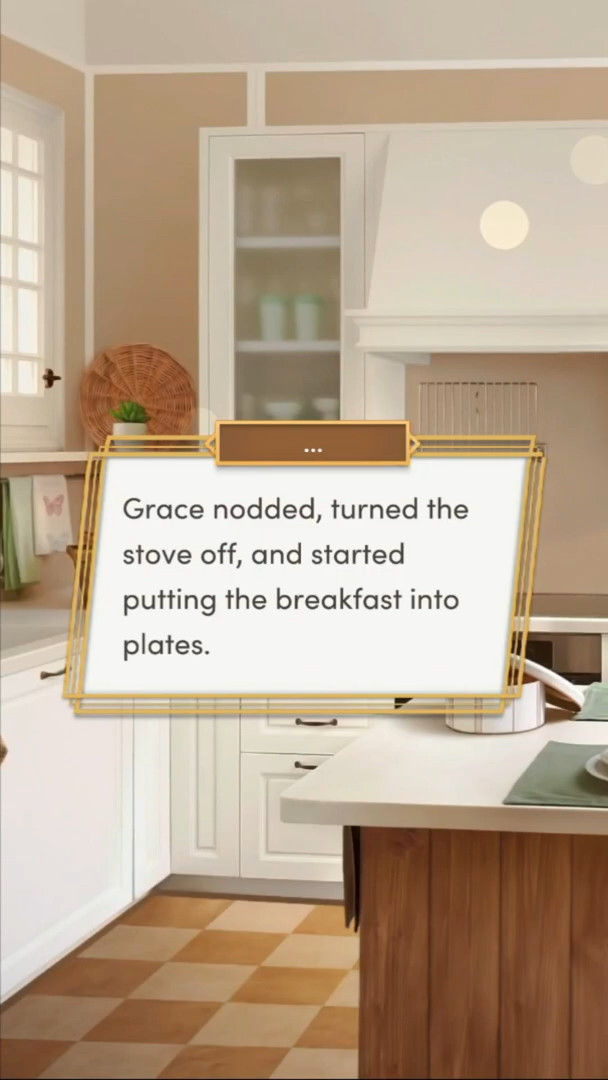 ...
Grace nodded, turned the
stove off, and started
putting the breakfast into
plates.